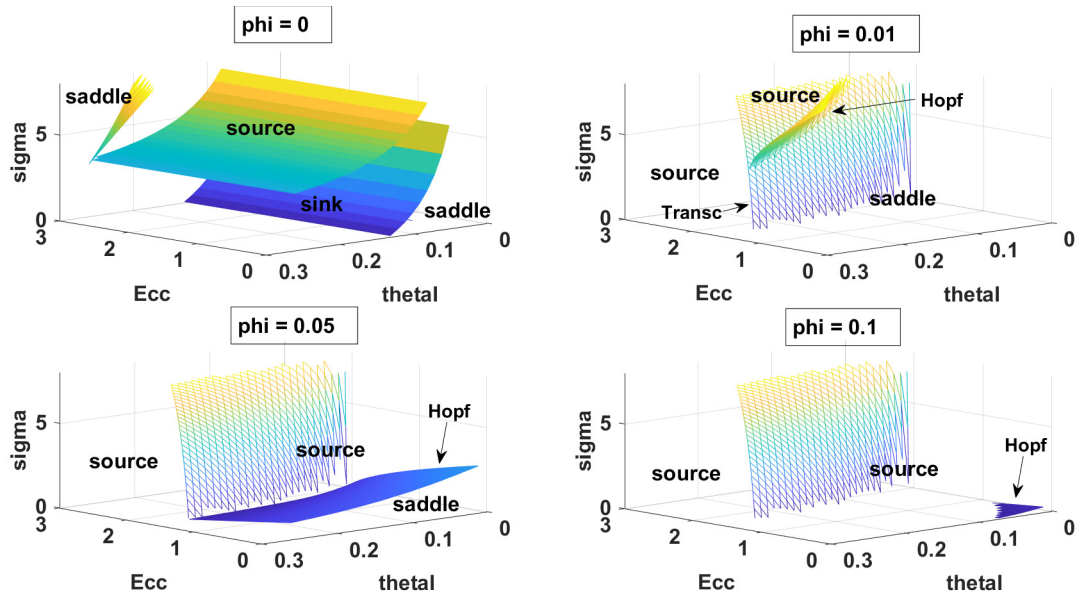 phi = 0
saddle
source
sink
saddle
sigma
5
0
3
2
1
0
Ecc
0.3
0.2
0.1
0
thetal
phi = 0.01
source
Hopf
source
Transc
saddle
sigma
5
0
3
2
1
0
Ecc
0.3
0.2
0.1
0
thetal
phi = 0.05
Hopf
source
source
saddle
sigma
5
0
3
2
1
0
Ecc
0.3
0.2
0.1
0
thetal
phi = 0.1
Hopf
source
source
sigma
5
0
3
2
1
0
Ecc
0.3
0.2
0.1
0
thetal